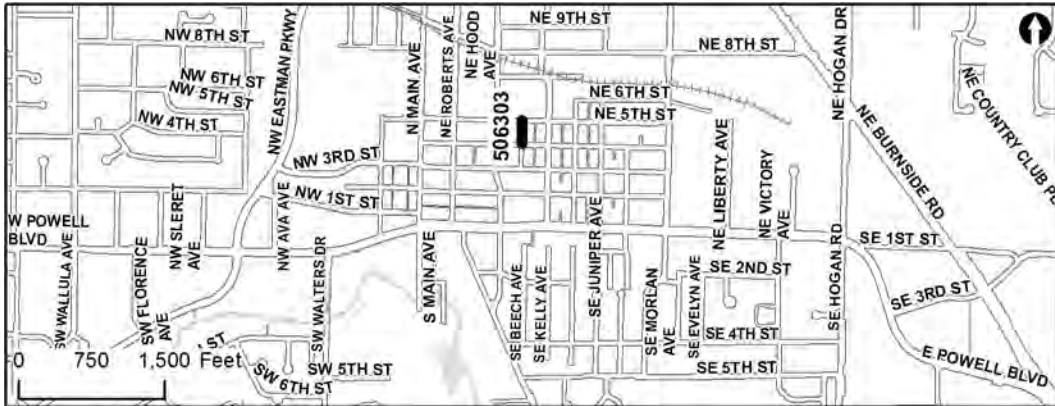 NW 8TH ST
NW 6TH ST
NW 5TH ST
NW 4TH ST
NW EASTMAN PKWY
NW 3RD ST
NW 1ST ST
N MAIN AVE
NE ROBERTS AVE
NE HOOD
AVE
506303
NE 9TH ST
NE 8TH ST
NE 6TH ST
NE 5TH ST
NE HOGAN DR
NE BURNSIDE RD
NE COUNTRY CLUB
W POWELL
BLVD
SW WALLULA AVE
SW FLORENCE
AVE
NW SLERET
AVE
NW AVA AVE
SW WALTERS DR
S MAIN AVE
SE BEECH AVE
SE KELLY AVE
SE JUNIPER AVE
SE MORLAN
AVE
SE EVELYN AVE
NE LIBERTY AVE
NE VICTORY
AVE
SE 1ST ST
SE 2ND ST
SE HOGAN RD
SE 3RD ST
SE 4TH ST
SE 5TH ST
E POWELL BLVD
ST
SW 5TH ST
SW 6TH ST
0 750 1,500 Feet